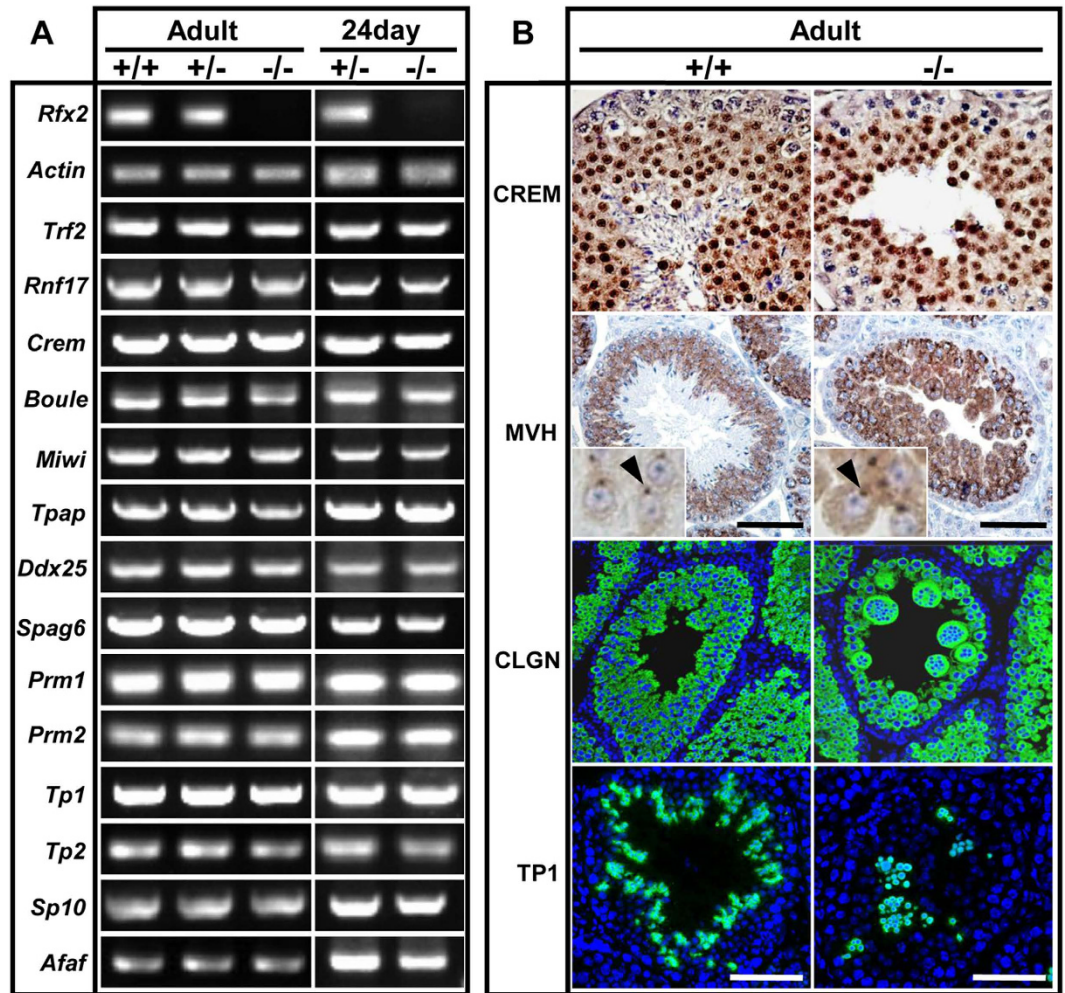 A
Adult
24day
+/+ +/- -/- +/- -/-
Rfx2
Actin
Trf2
Rnf17
Crem
Boule
Miwi
Tpap
Ddx25
Spag6
Prm1
Prm2
Tp1
Tp2
Sp10
Afaf
B
Adult
+/+ -/-
CREM
MVH
CLGN
TP1